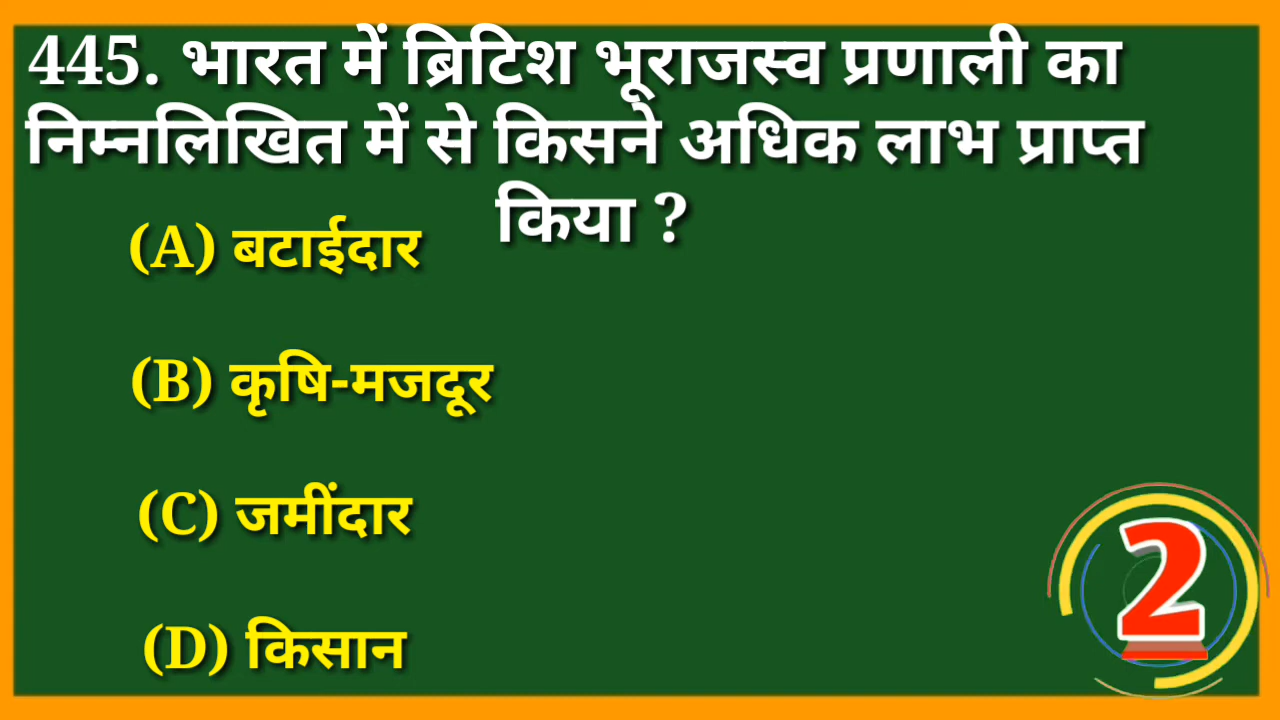 445. भारत में ब्रिटिश भूराजस्व प्रणाली का
निम्नलिखित में से किसने अधिक लाभ प्राप्त
किया ?
(A) बटाईदार
(B) कृषि-मजदूर
(C) जमींदार
(D) किसान
2